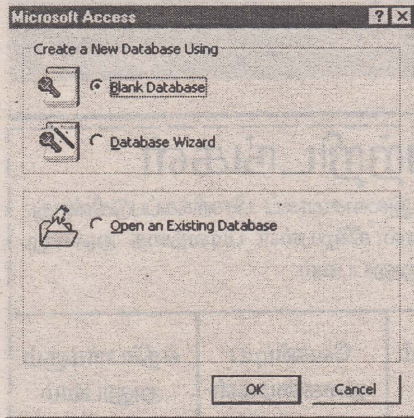 Microsoft Access
Create a New Database Using
Blank Database
Database Wizard
Open an Existing Database
OK
Cancel